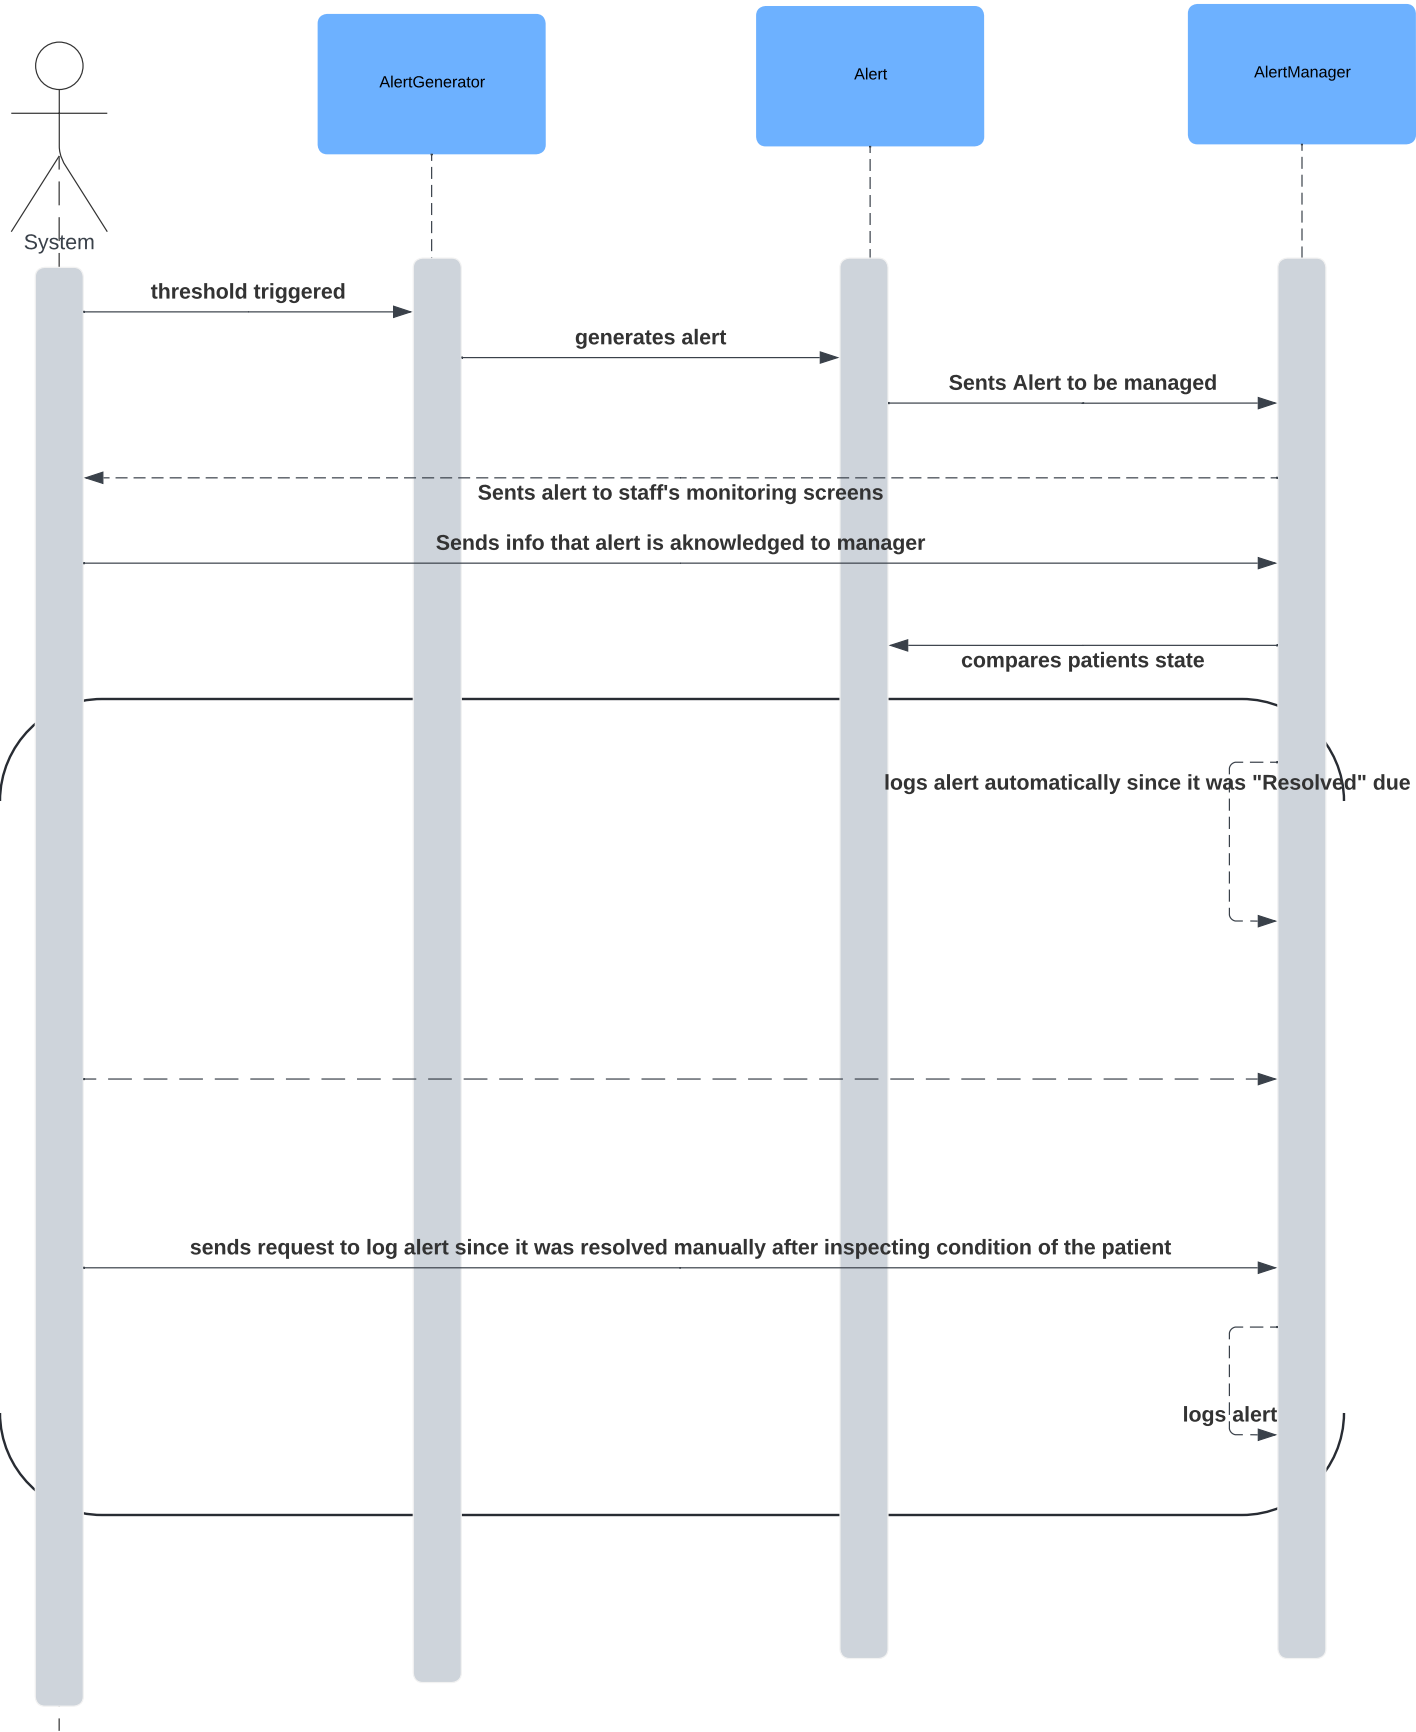 AlertGenerator
Alert
AlertManager
System
threshold triggered
generates alert
Sents Alert to be managed
Sents alert to staff's monitoring screens
Sends info that alert is aknowledged to manager
compares patients state
logs alert automatically since it was "Resolved" due
sends request to log alert since it was resolved manually after inspecting condition of the patient
logs alert